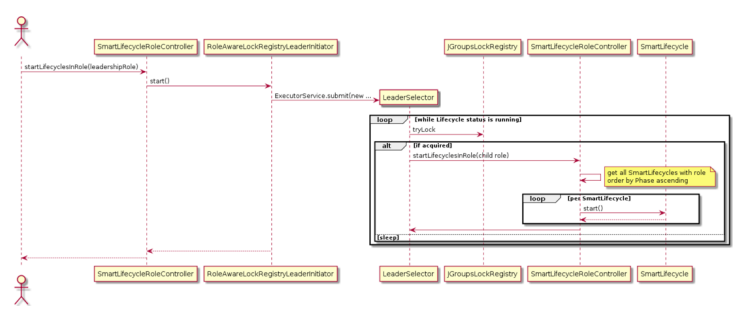 SmartLifecycleRoleController
RoleAwareLockRegistryLeaderInitiator
JGroupsLockRegistry
SmartLifecycleRoleController
SmartLifecycle
startLifecyclesInRole(leadershipRole)
start()
ExecutorService.submit(new ...
LeaderSelector
loop [while Lifecycle status is running]
tryLock
alt [if acquired]
startLifecyclesInRole(child role)
get all SmartLifecycles with role
order by Phase ascending
loop [per SmartLifecycle]
start()
[sleep]
SmartLifecycleRoleController
RoleAwareLockRegistryLeaderInitiator
LeaderSelector
JGroupsLockRegistry
SmartLifecycleRoleController
SmartLifecycle